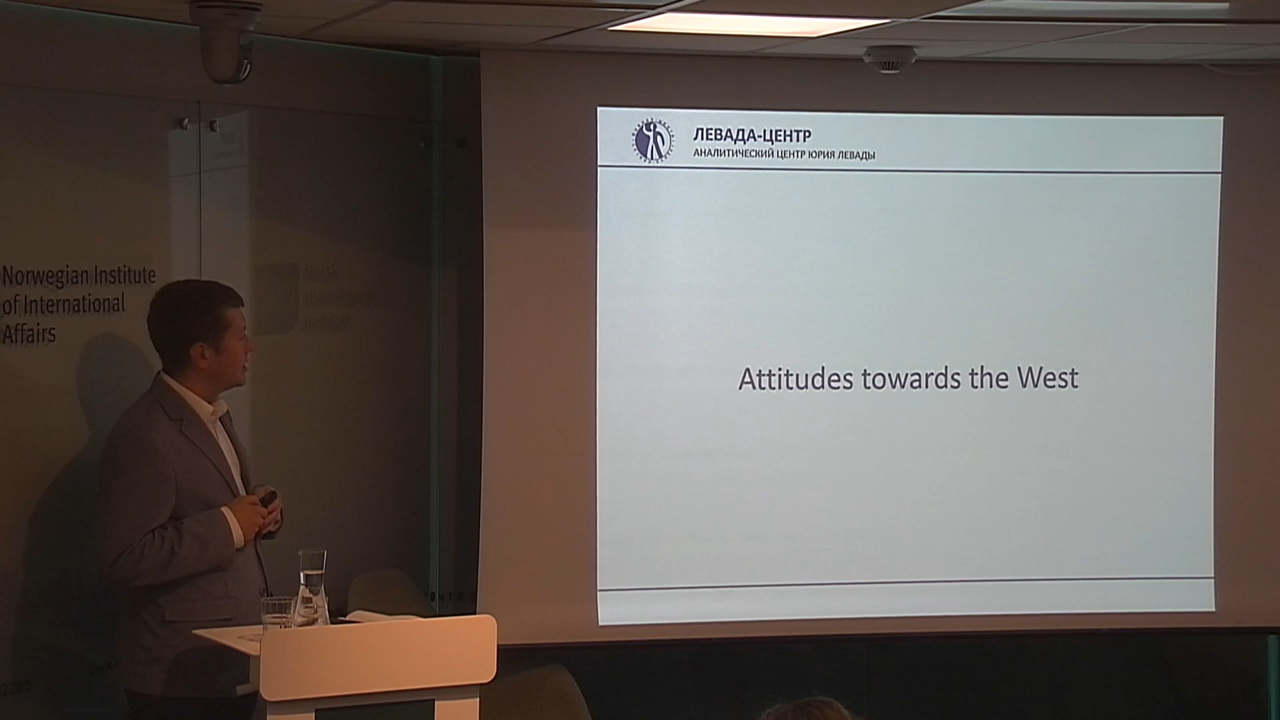 Norwegian Institute
of International
Affairs
ЛЕВАДА-ЦЕНТР
АНАЛИТИЧЕСКИЙ ЦЕНТР ЮРИЯ ЛЕВАДЫ
Attitudes towards the West